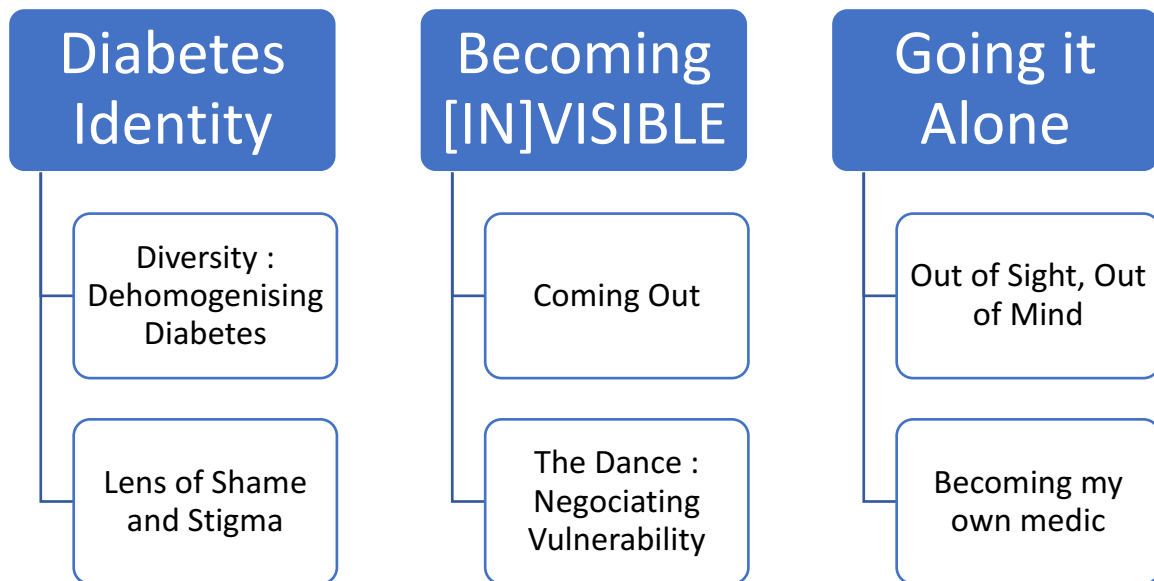 Diabetes
Identity
Diversity :
Dehomogenising
Diabetes
Lens of Shame
and Stigma
Becoming
[IN]VISIBLE
Coming Out
The Dance :
Negociating
Vulnerability
Going it
Alone
Out of Sight, Out
of Mind
Becoming my
own medic